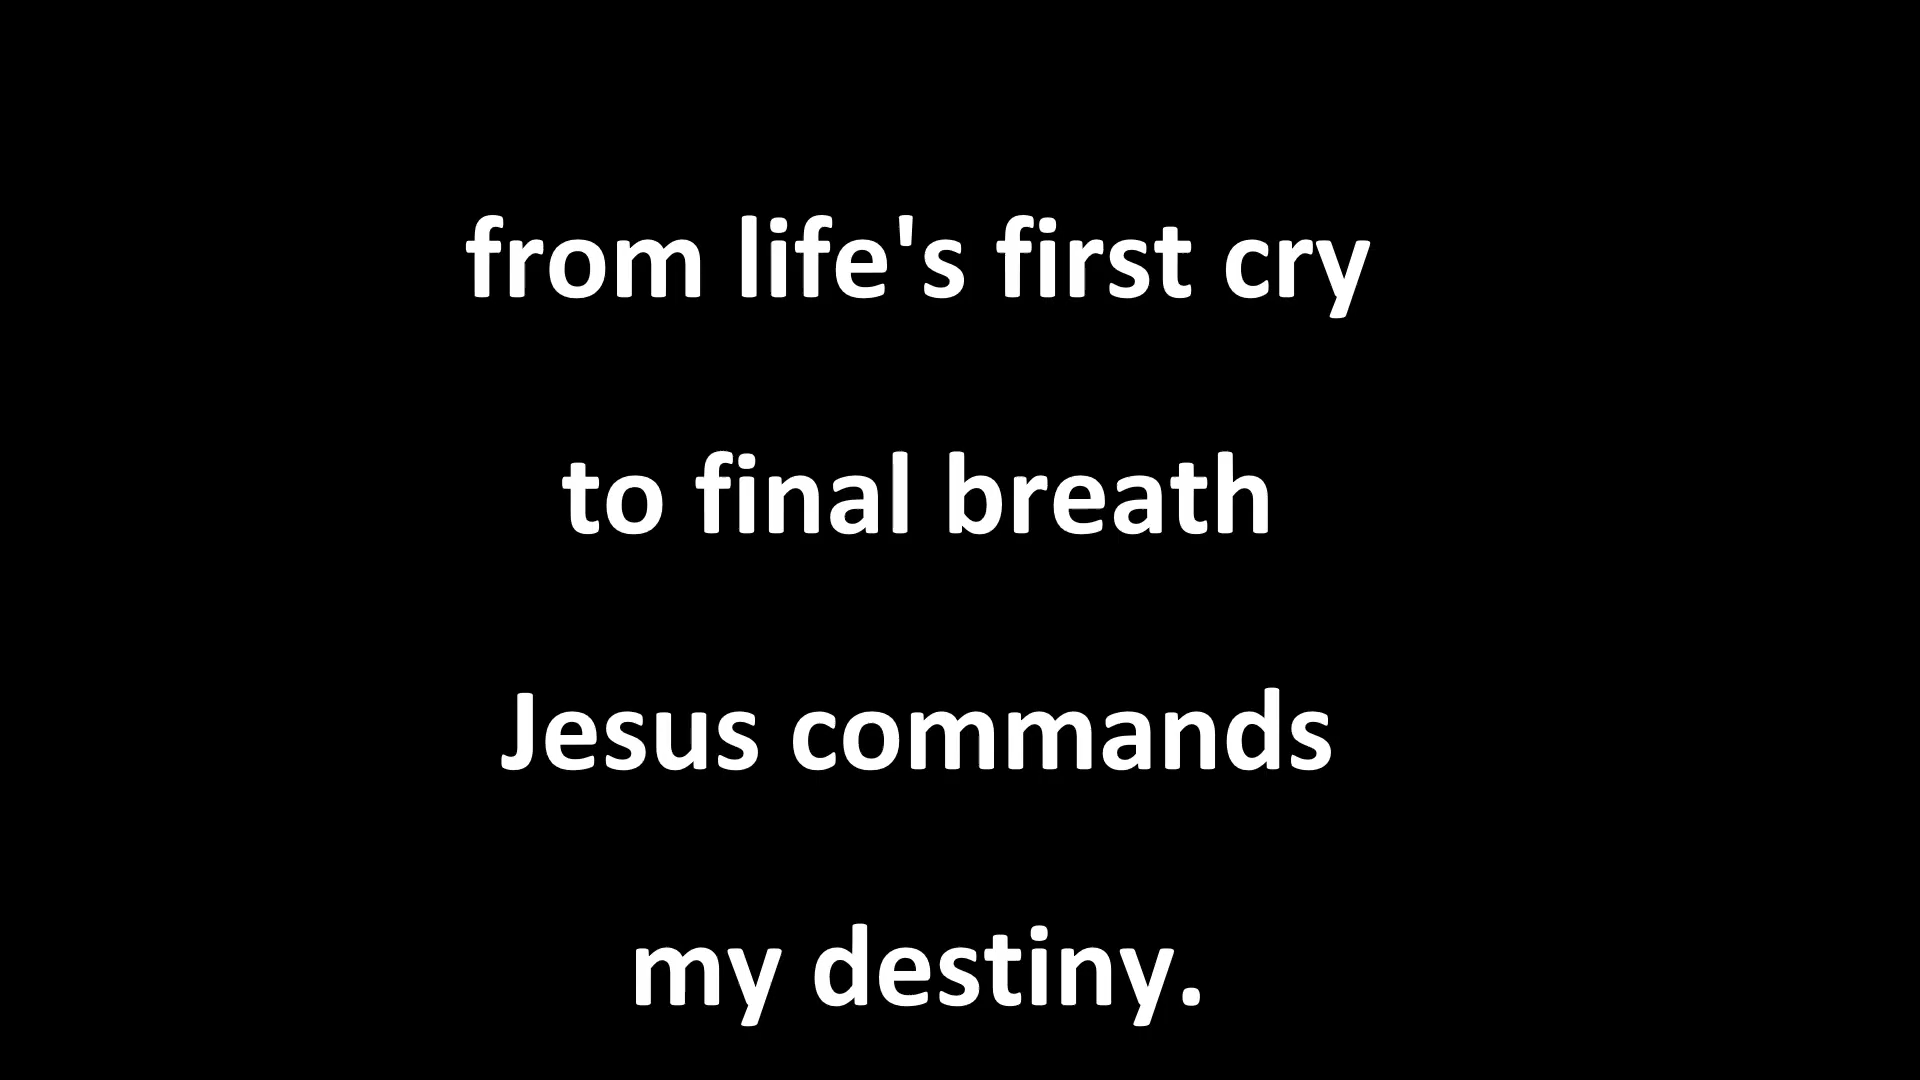 from life's first cry
to final breath
Jesus commands
my destiny.